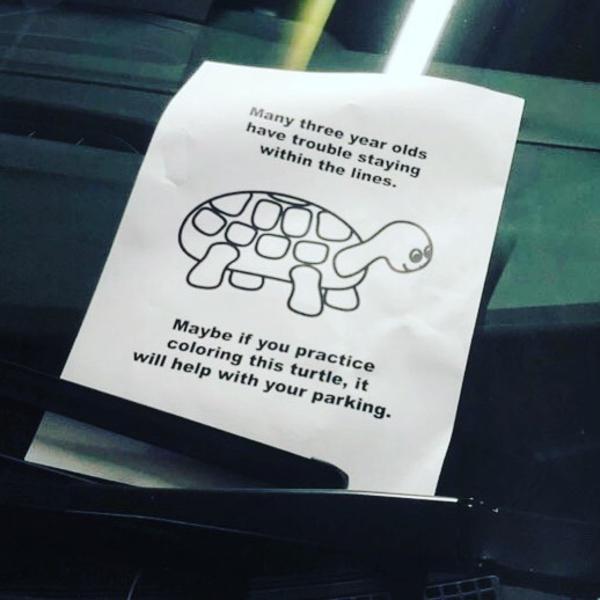 Many three year olds
have trouble staying
within the lines.
Maybe if you practice
coloring this turtle, it
will help with your parking.